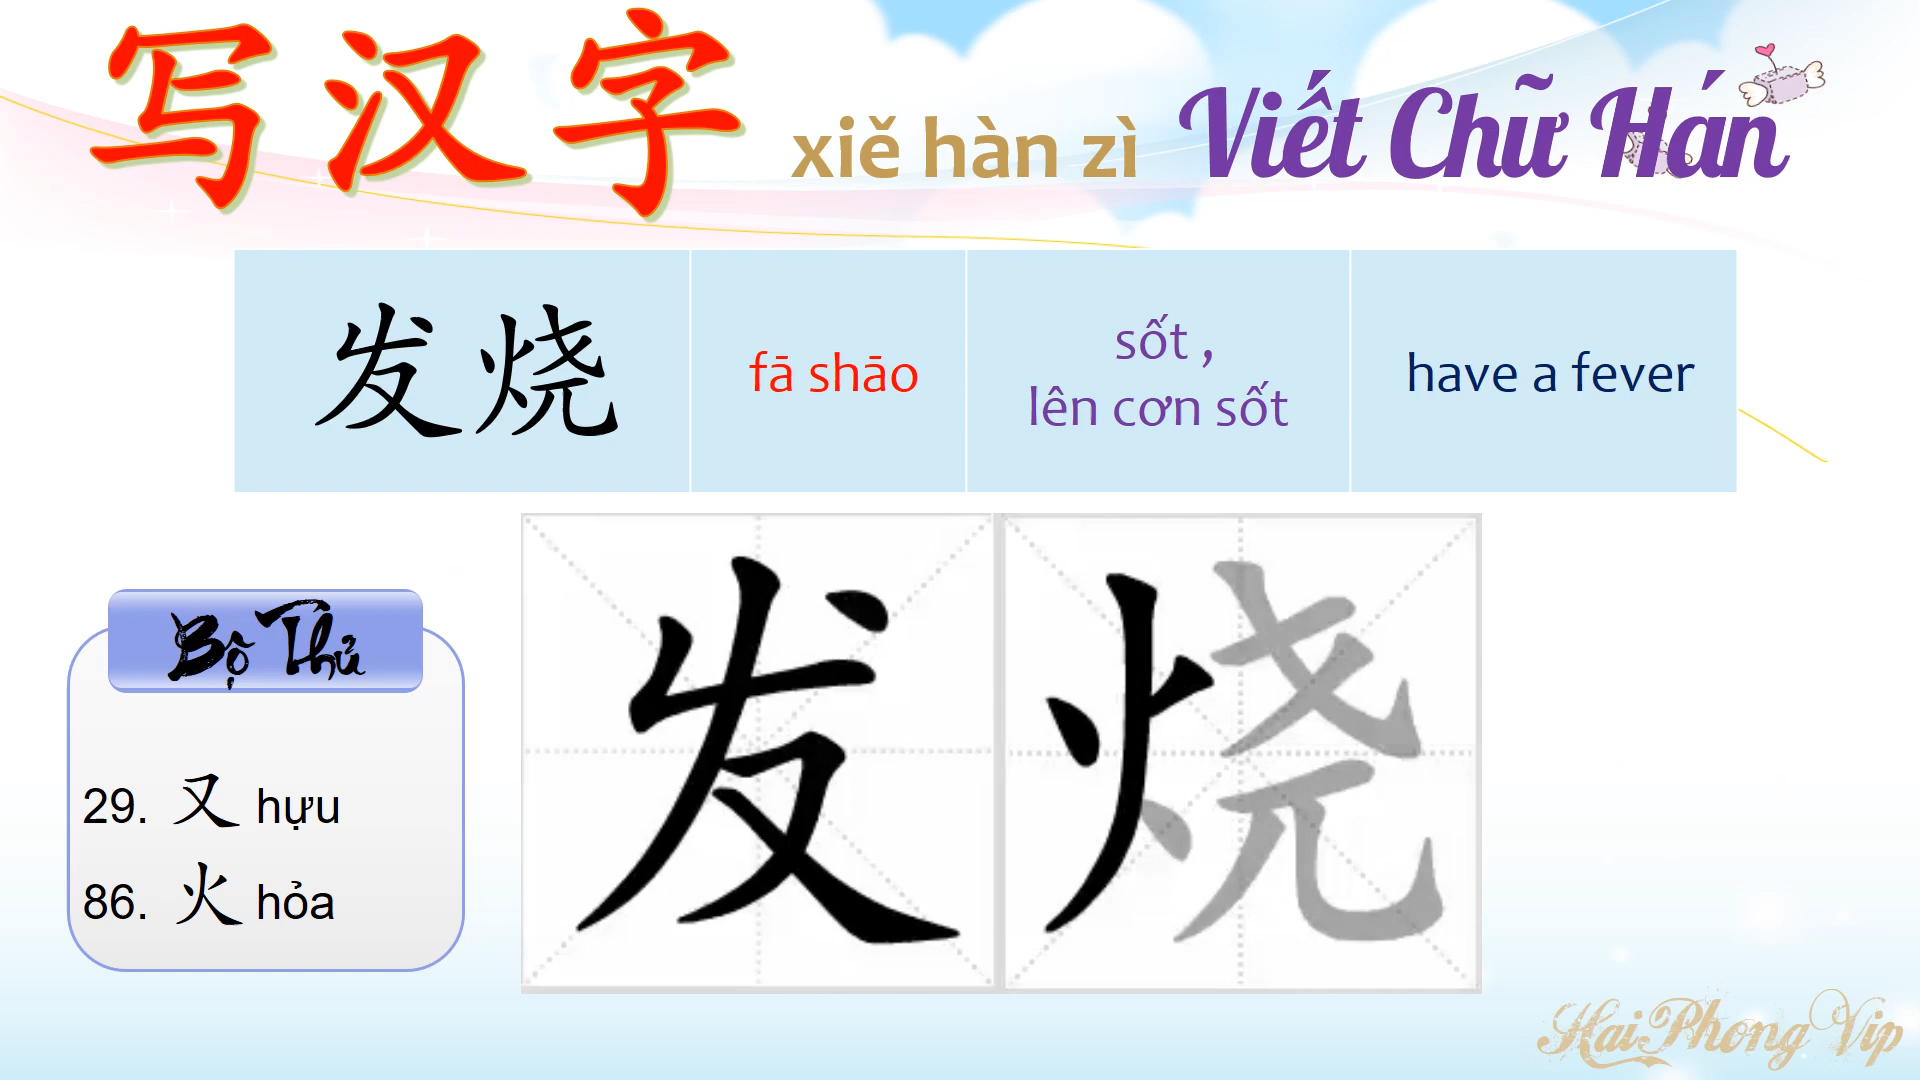 写汉字 xiě hàn zì Viết Chữ Hán
发烧 fā shāo sốt , have a fever
lên cơn sốt
发烧
Bộ Thủ
29. 又 hựu
86. 火 hỏa
HaiPhongVip